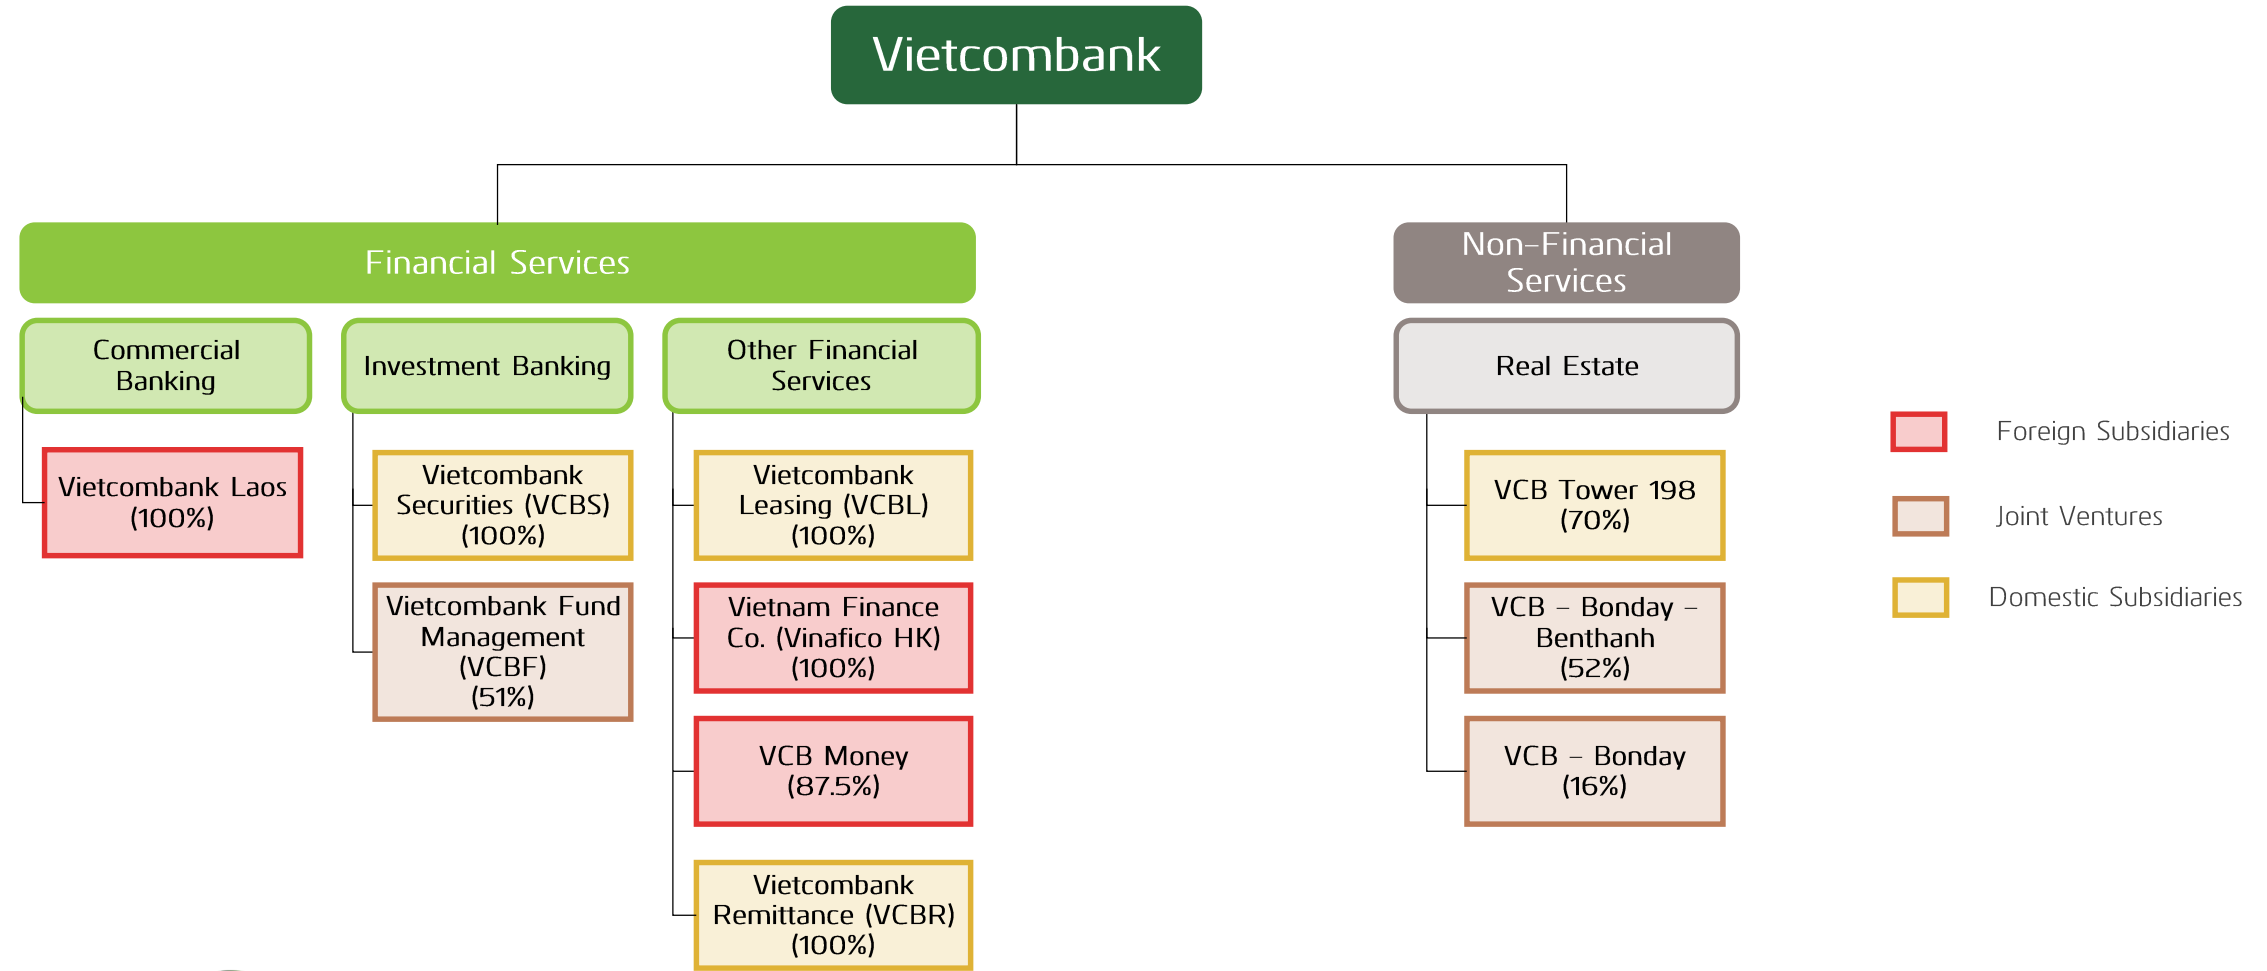 Vietcombank
Financial Services
Non-Financial
Services
Commercial
Banking
Investment Banking
Other Financial
Services
Real Estate
Vietcombank Laos
(100%)
Vietcombank
Securities (VCBS)
(100%)
Vietcombank Fund
Management
(VCBF)
(51%)
Vietcombank
Leasing (VCBL)
(100%)
Vietnam Finance
Co. (Vinafico HK)
(100%)
VCB Money
(87.5%)
Vietcombank
Remittance (VCBR)
(100%)
VCB Tower 198
(70%)
VCB – Bonday –
Benthanh
(52%)
VCB – Bonday
(16%)
Foreign Subsidiaries
Joint Ventures
Domestic Subsidiaries